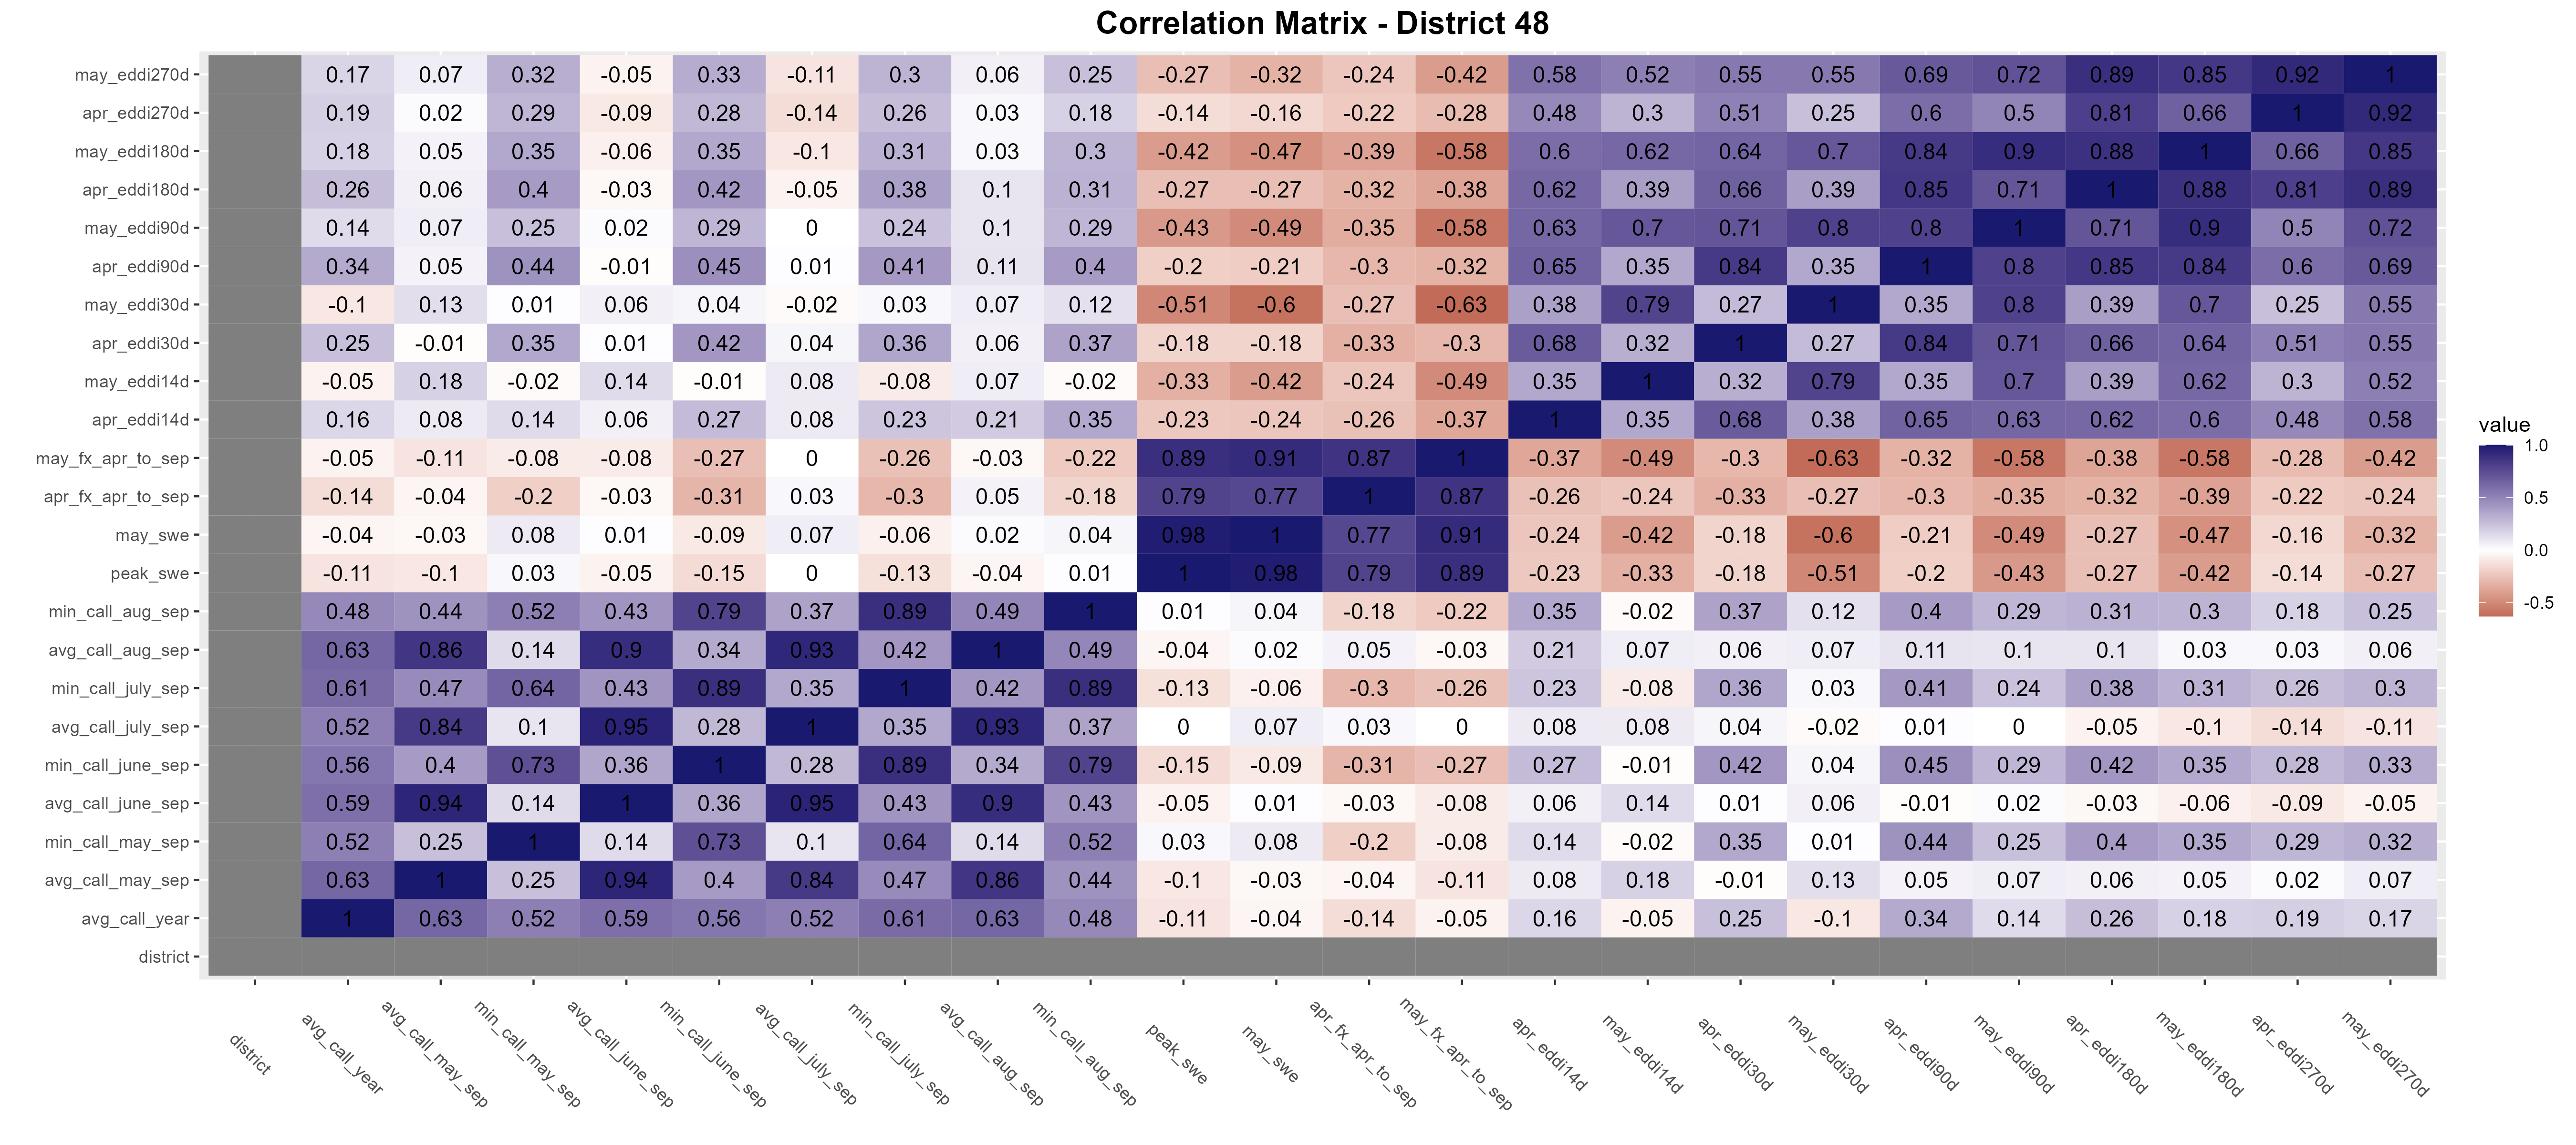 Correlation Matrix - District 48
may_eddi270d 0.17 0.07 0.32 -0.05 0.33 -0.11 0.3 0.06 0.25 -0.27 -0.32 -0.24 -0.42 0.58 0.52 0.55 0.55 0.69 0.72 0.89 0.85 0.92 1
apr_eddi270d 0.19 0.02 0.29 -0.09 0.28 -0.14 0.26 0.03 0.18 -0.14 -0.16 -0.22 -0.28 0.48 0.3 0.51 0.25 0.6 0.5 0.81 0.66 1 0.92
may_eddi180d 0.18 0.05 0.35 -0.06 0.35 -0.1 0.31 0.03 0.3 -0.42 -0.47 -0.39 -0.58 0.6 0.62 0.64 0.7 0.84 0.9 0.88 1 0.66 0.85
apr_eddi180d 0.26 0.06 0.4 -0.03 0.42 -0.05 0.38 0.1 0.31 -0.27 -0.27 -0.32 -0.38 0.62 0.39 0.66 0.39 0.85 0.71 1 0.88 0.81 0.89
may_eddi90d 0.14 0.07 0.25 0.02 0.29 0 0.24 0.1 0.29 -0.43 -0.49 -0.35 -0.58 0.63 0.7 0.71 0.8 0.8 1 0.71 0.9 0.5 0.72
apr_eddi90d 0.34 0.05 0.44 -0.01 0.45 0.01 0.41 0.11 0.4 -0.2 -0.21 -0.3 -0.32 0.65 0.35 0.84 0.35 1 0.8 0.85 0.84 0.6 0.69
may_eddi30d -0.1 0.13 0.01 0.06 0.04 -0.02 0.03 0.07 0.12 -0.51 -0.6 -0.27 -0.63 0.38 0.79 0.27 1 0.35 0.8 0.39 0.7 0.25 0.55
apr_eddi30d 0.25 -0.01 0.35 0.01 0.42 0.04 0.36 0.06 0.37 -0.18 -0.18 -0.33 -0.3 0.68 0.32 1 0.27 0.84 0.71 0.66 0.64 0.51 0.55
may_eddi14d -0.05 0.18 -0.02 0.14 -0.01 0.08 -0.08 0.07 -0.02 -0.33 -0.42 -0.24 -0.49 0.35 1 0.32 0.79 0.35 0.7 0.39 0.62 0.3 0.52
apr_eddi14d 0.16 0.08 0.14 0.06 0.27 0.08 0.23 0.21 0.35 -0.23 -0.24 -0.26 -0.37 1 0.35 0.68 0.38 0.65 0.63 0.62 0.6 0.48 0.58
may_fx_apr_to_sep -0.05 -0.11 -0.08 -0.08 -0.27 0 -0.26 -0.03 -0.22 0.89 0.91 0.87 1 -0.37 -0.49 -0.3 -0.63 -0.32 -0.58 -0.38 -0.58 -0.28 -0.42
apr_fx_apr_to_sep -0.14 -0.04 -0.2 -0.03 -0.31 0.03 -0.3 0.05 -0.18 0.79 0.77 1 0.87 -0.26 -0.24 -0.33 -0.27 -0.3 -0.35 -0.32 -0.39 -0.22 -0.24
may_swe -0.04 -0.03 0.08 0.01 -0.09 0.07 -0.06 0.02 0.04 0.98 1 0.77 0.91 -0.24 -0.42 -0.18 -0.6 -0.21 -0.49 -0.27 -0.47 -0.16 -0.32
peak_swe -0.11 -0.1 0.03 -0.05 -0.15 0 -0.13 -0.04 0.01 1 0.98 0.79 0.89 -0.23 -0.33 -0.18 -0.51 -0.2 -0.43 -0.27 -0.42 -0.14 -0.27
min_call_aug_sep 0.48 0.44 0.52 0.43 0.79 0.37 0.89 0.49 1 0.01 0.04 -0.18 -0.22 0.35 -0.02 0.37 0.12 0.4 0.29 0.31 0.3 0.18 0.25
avg_call_aug_sep 0.63 0.86 0.14 0.9 0.34 0.93 0.42 1 0.49 -0.04 0.02 0.05 -0.03 0.21 0.07 0.06 0.07 0.11 0.1 0.1 0.03 0.03 0.06
min_call_july_sep 0.61 0.47 0.64 0.43 0.89 0.35 1 0.42 0.89 -0.13 -0.06 -0.3 -0.26 0.23 -0.08 0.36 0.03 0.41 0.24 0.38 0.31 0.26 0.3
avg_call_july_sep 0.52 0.84 0.1 0.95 0.28 1 0.35 0.93 0.37 0 0.07 0.03 0 0.08 0.08 0.04 -0.02 0.01 0 -0.05 -0.1 -0.14 -0.11
min_call_june_sep 0.56 0.4 0.73 0.36 1 0.28 0.89 0.34 0.79 -0.15 -0.09 -0.31 -0.27 0.27 -0.01 0.42 0.04 0.45 0.29 0.42 0.35 0.28 0.33
avg_call_june_sep 0.59 0.94 0.14 1 0.36 0.95 0.43 0.9 0.43 -0.05 0.01 -0.03 -0.08 0.06 0.14 0.01 0.06 -0.01 0.02 -0.03 -0.06 -0.09 -0.05
min_call_may_sep 0.52 0.25 1 0.14 0.73 0.1 0.64 0.14 0.52 0.03 0.08 -0.2 -0.08 0.14 -0.02 0.35 0.01 0.44 0.25 0.4 0.35 0.29 0.32
avg_call_may_sep 0.63 1 0.25 0.94 0.4 0.84 0.47 0.86 0.44 -0.1 -0.03 -0.04 -0.11 0.08 0.18 -0.01 0.13 0.05 0.07 0.06 0.05 0.02 0.07
avg_call_year 1 0.63 0.52 0.59 0.56 0.52 0.61 0.63 0.48 -0.11 -0.04 -0.14 -0.05 0.16 -0.05 0.25 -0.1 0.34 0.14 0.26 0.18 0.19 0.17
district
district avg_call_year avg_call_may_sep min_call_may_sep avg_call_june_sep min_call_june_sep avg_call_july_sep min_call_july_sep avg_call_aug_sep min_call_aug_sep peak_swe may_swe apr_fx_apr_to_sep may_fx_apr_to_sep apr_eddi14d may_eddi14d apr_eddi30d may_eddi30d apr_eddi90d may_eddi90d apr_eddi180d may_eddi180d apr_eddi270d may_eddi270d
value
1.0
0.5
0.0
-0.5